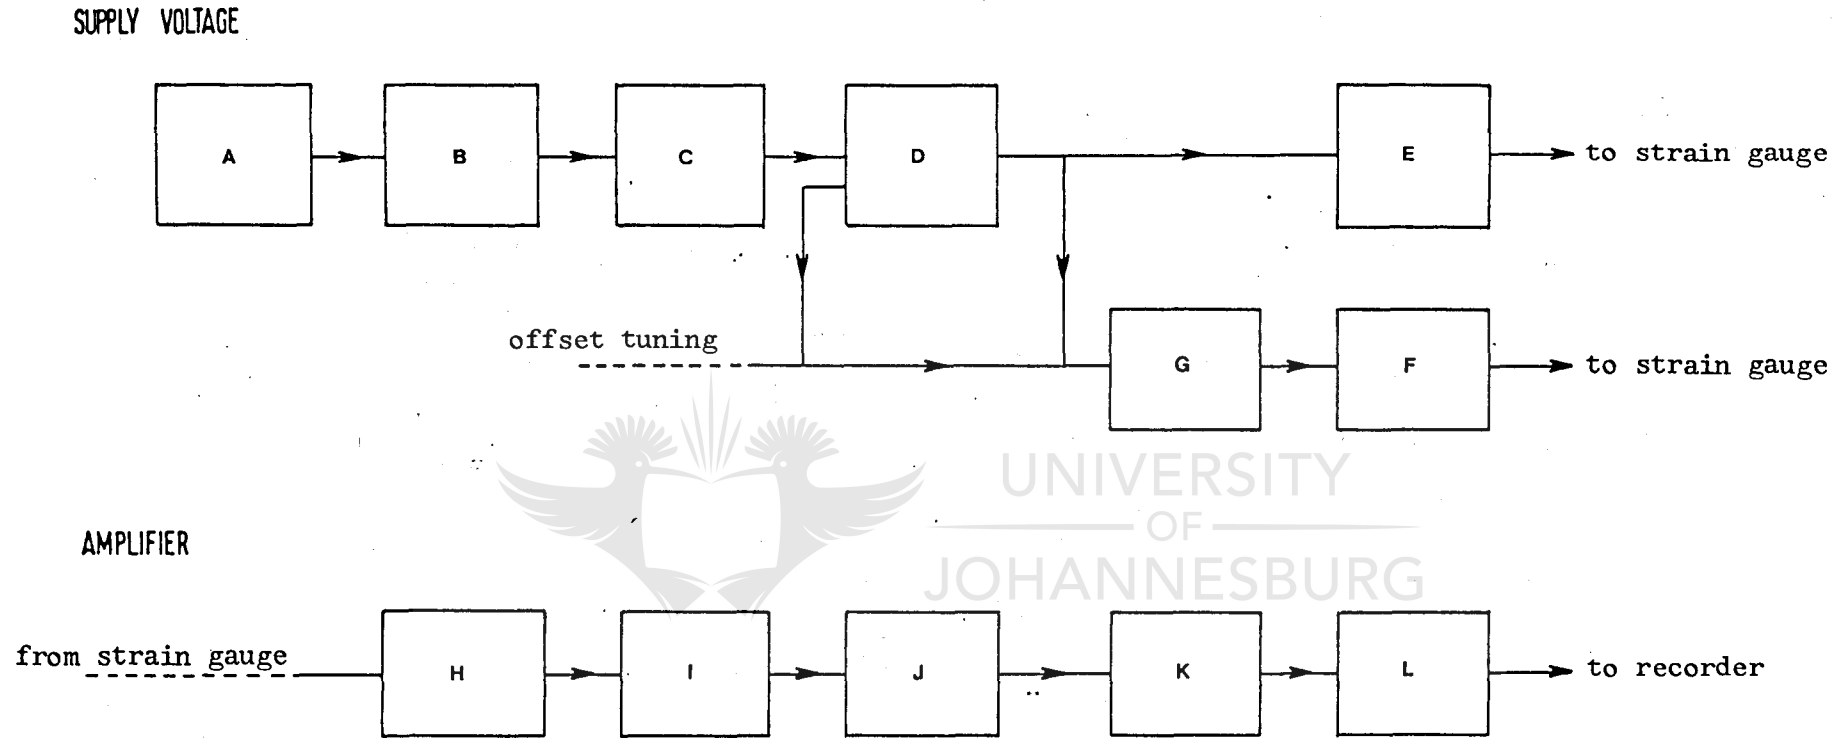 SUPPLY VOLTAGE
A B C D E to strain gauge
offset tuning
G F to strain gauge
UNIVERSITY
OF
JOHANNESBURG
AMPLIFIER
from strain gauge H I J K L to recorder